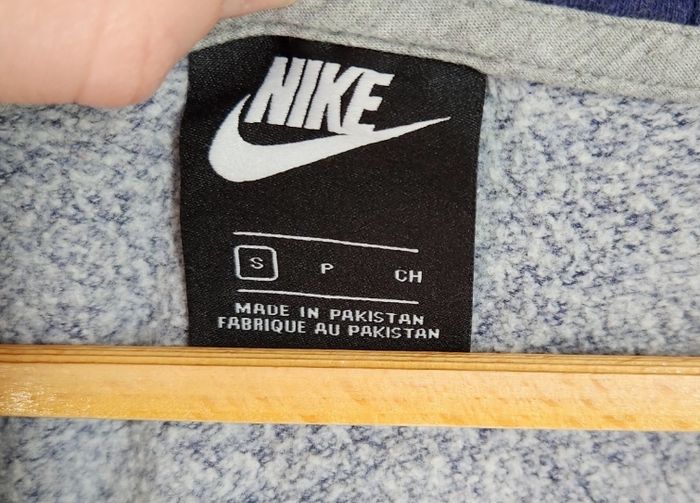 NIKE
S P CH
MADE IN PAKISTAN
FABRIQUE AU PAKISTAN